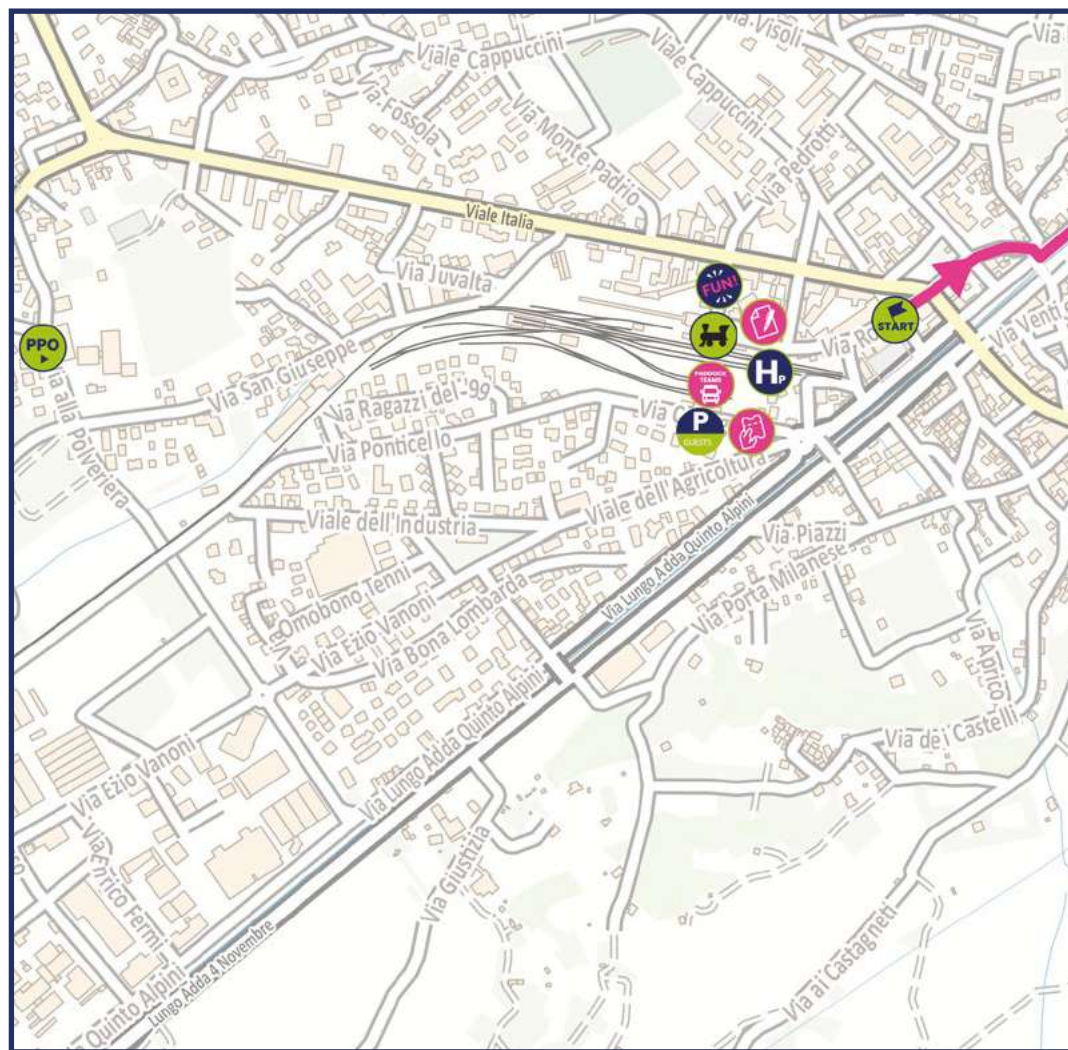 Via Visoli
Viale Cappuccini
Viale Cappuccini
Via Fossola
Via Monte Padrio
Via Pedrotti
Viale Italia
Via Juvalta
FUN!
START
PPO
H P
PADDOCK
TEAMS
Via San Giuseppe
P
GUESTS
Via Ponticello
Via alla Polveriera
Viale dell'Agricoltura
Viale dell'Industria
Via Lungo Adda Quinto Alpini
Via Piazzi
Via Porta Milanese
Via Omobono Tenni
Via Ezio Vanoni
Via Bona Lombarda
Via Aprico
Via dei Castelli
Via Lungo Adda Quinto Alpini
Via Ezio Vanoni
Via Enrico Fermi
Via Giustizia
Via ai Castagneti
Lungo Adda 4 Novembre
Quinto Alpini